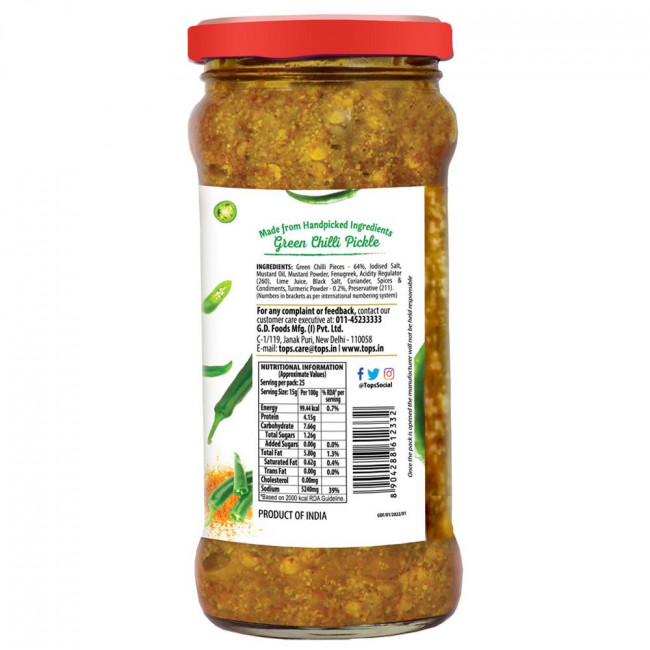 Made from Handpicked Ingredients
Green Chilli Pickle
INGREDIENTS: Green Chilli Pieces - 64%, Iodised Salt,
Mustard Oil, Mustard Powder, Fenugreek, Acidity Regulator
(260), Lime Juice, Black Salt, Coriander, Spices &
Condiments, Turmeric Powder - 0.2%, Preservative (211).
(Numbers in brackets as per international numbering system)
For any complaint or feedback, contact our
customer care executive at: 011-45233333
G.D. Foods Mfg. (I) Pvt. Ltd.
C-1/119, Janak Puri, New Delhi - 110058
E-mail: tops.care@tops.in | www.tops.in
NUTRITIONAL INFORMATION
(Approximate Values)
Serving per pack: 25
Serving Size: 15g Per 100g % RDA* per serving
Energy 99.44 kcal 0.7%
Protein 4.15g
Carbohydrate 7.66g
Total Sugars 1.26g
Added Sugars 0.00g 0.0%
Total Fat 5.80g 1.3%
Saturated Fat 0.62g 0.4%
Trans Fat 0.00g 0.0%
Cholesterol 0.00mg
Sodium 5240mg 39%
*Based on 2000 kcal RDA Guideline.
PRODUCT OF INDIA
@TopsSocial
8 904288 612332
GDF/01/2022/01
Once the pack is opened the manufacturer will not be held responsible